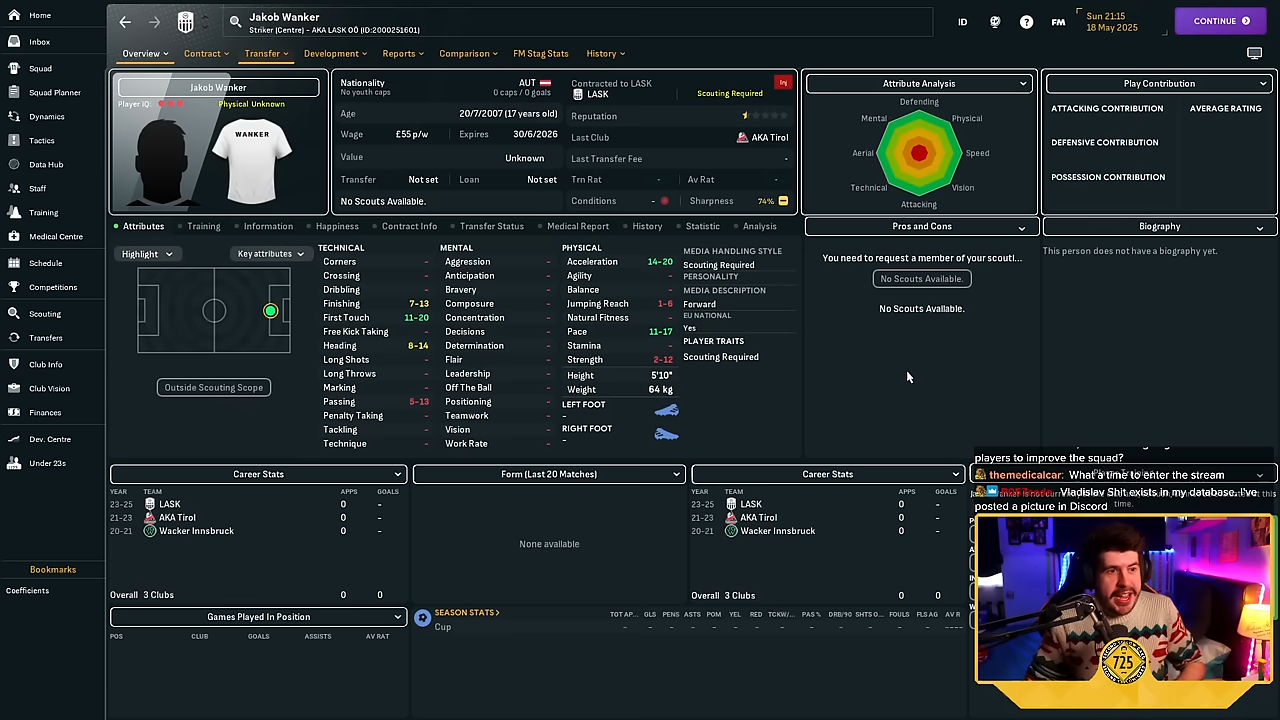 Home
Jakob Wanker
Striker (Centre) - AKA LASK OÖ (ID:2000251601)
ID
FM
Sun 21:15
18 May 2025
CONTINUE
Inbox
Squad
Squad Planner
Dynamics
Tactics
Data Hub
Staff
Training
Medical Centre
Schedule
Competitions
Scouting
Transfers
Club Info
Club Vision
Finances
Dev. Centre
Under 23s
Bookmarks
Coefficients
Overview
Contract
Transfer
Development
Reports
Comparison
FM Stag Stats
History
Jakob Wanker
Player IQ:
Physical Unknown
WANKER
Nationality
No youth caps
AUT
0 caps / 0 goals
Age
20/7/2007 (17 years old)
Wage £55 p/w Expires 30/6/2026
Value Unknown
Transfer Not set Loan Not set
No Scouts Available.
Contracted to LASK
LASK
Scouting Required
Inj
Reputation
Last Club AKA Tirol
Last Transfer Fee -
Trn Rat - Av Rat -
Conditions - Sharpness 74%
Attribute Analysis
Defending
Mental Physical
Aerial Speed
Technical Vision
Attacking
Play Contribution
ATTACKING CONTRIBUTION AVERAGE RATING
DEFENSIVE CONTRIBUTION
POSSESSION CONTRIBUTION
Attributes
Training
Information
Happiness
Contract Info
Transfer Status
Medical Report
History
Statistic
Analysis
Highlight
Key attributes
Outside Scouting Scope
TECHNICAL
Corners -
Crossing -
Dribbling -
Finishing 7-13
First Touch 11-20
Free Kick Taking -
Heading 8-14
Long Shots -
Long Throws -
Marking -
Passing 5-13
Penalty Taking -
Tackling -
Technique -
MENTAL
Aggression -
Anticipation -
Bravery -
Composure -
Concentration -
Decisions -
Determination -
Flair -
Leadership -
Off The Ball -
Positioning -
Teamwork -
Vision -
Work Rate -
PHYSICAL
Acceleration 14-20
Agility -
Balance -
Jumping Reach 1-6
Natural Fitness -
Pace 11-17
Stamina -
Strength 2-12
Height 5'10"
Weight 64 kg
LEFT FOOT
-
RIGHT FOOT
-
MEDIA HANDLING STYLE
Scouting Required
PERSONALITY
MEDIA DESCRIPTION
Forward
EU NATIONAL
Yes
PLAYER TRAITS
Scouting Required
Pros and Cons
You need to request a member of your scouti...
No Scouts Available.
No Scouts Available.
Biography
This person does not have a biography yet.
Career Stats
YEAR TEAM APPS GOALS
23-25 LASK 0 -
21-23 AKA Tirol 0 -
20-21 Wacker Innsbruck 0 -
Overall 3 Clubs 0 0
Form (Last 20 Matches)
None available
Career Stats
YEAR TEAM APPS GOALS
23-25 LASK 0 -
21-23 AKA Tirol 0 -
20-21 Wacker Innsbruck 0 -
Overall 3 Clubs 0 0
Games Played In Position
POS CLUB GOALS ASSISTS AV RAT
SEASON STATS >
TOT AP... GLS PENS ASTS POM YEL RED TCKW/... PAS % DRB/90 SHTS O... FOULS FLS AG AV R
Cup
players to improve the squad?
themedicalcar: What a time to enter the stream
Vladislav Shit exists in my database. I've
posted a picture in Discord
725